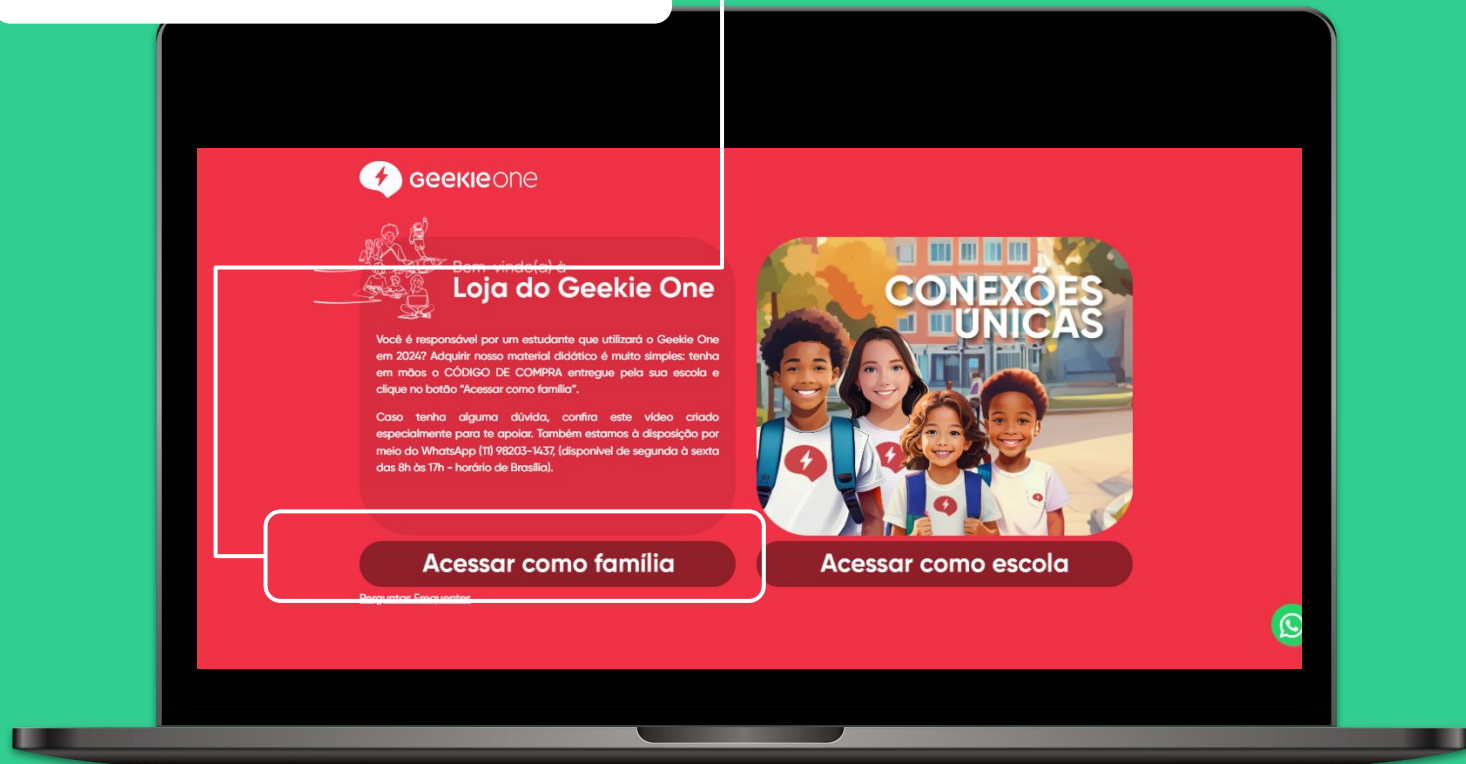 GEEKIEONE
Bem-vindo(a) à
Loja do Geekie One
Você é responsável por um estudante que utilizará o Geekie One
em 2024? Adquirir nosso material didático é muito simples: tenha
em mãos o CÓDIGO DE COMPRA entregue pela sua escola e
clique no botão “Acessar como família”.
Caso tenha alguma dúvida, confira este vídeo criado
especialmente para te apoiar. Também estamos à disposição por
meio do WhatsApp (11) 98203-1437, (disponível de segunda à sexta
das 8h às 17h - horário de Brasília).
CONEXÕES
ÚNICAS
Acessar como família
Acessar como escola
Perguntas Frequentes